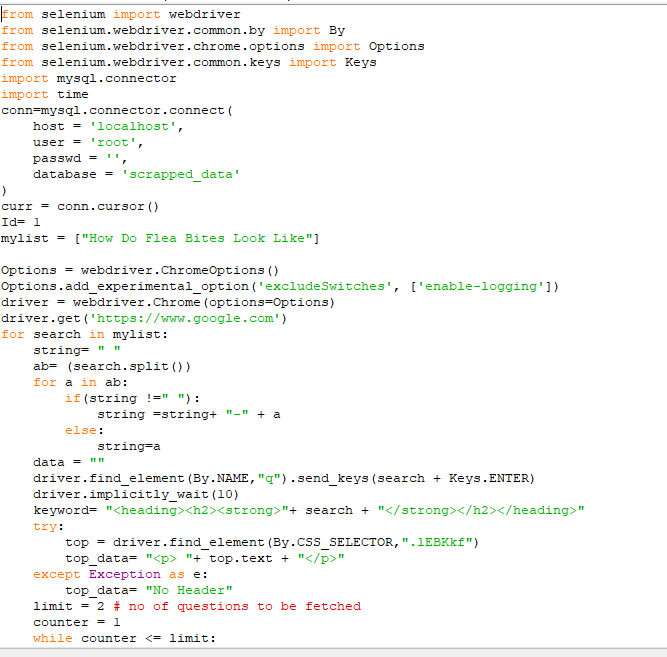 from selenium import webdriver
from selenium.webdriver.common.by import By
from selenium.webdriver.chrome.options import Options
from selenium.webdriver.common.keys import Keys
import mysql.connector
import time
conn=mysql.connector.connect(
    host = 'localhost',
    user = 'root',
    passwd = '',
    database = 'scrapped_data'
)
curr = conn.cursor()
Id= 1
mylist = ["How Do Flea Bites Look Like"]

Options = webdriver.ChromeOptions()
Options.add_experimental_option('excludeSwitches', ['enable-logging'])
driver = webdriver.Chrome(options=Options)
driver.get('https://www.google.com')
for search in mylist:
    string= " "
    ab= (search.split())
    for a in ab:
        if(string !=" "):
            string =string+ "-" + a
        else:
            string=a
    data = ""
    driver.find_element(By.NAME,"q").send_keys(search + Keys.ENTER)
    driver.implicitly_wait(10)
    keyword= "<heading><h2><strong>"+ search + "</strong></h2></heading>"
    try:
        top = driver.find_element(By.CSS_SELECTOR,".lEBKkf")
        top_data= "<p> "+ top.text + "</p>"
    except Exception as e:
        top_data= "No Header"
    limit = 2 # no of questions to be fetched
    counter = 1
    while counter <= limit: